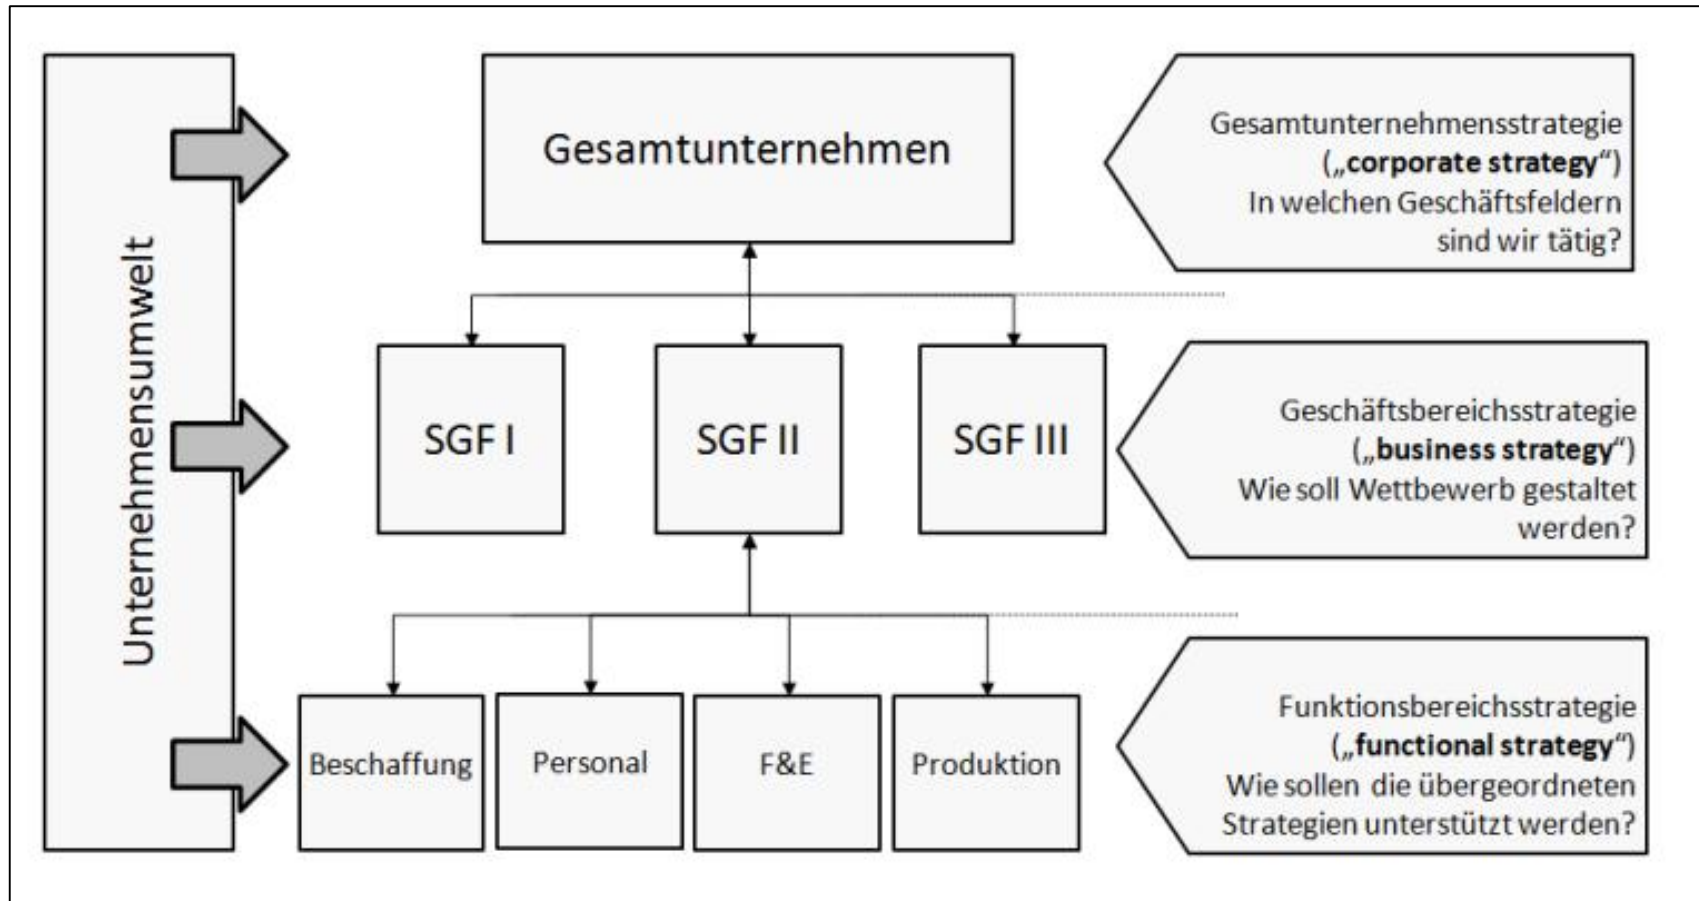 Unternehmensumwelt
Gesamtunternehmen
Gesamtunternehmensstrategie
(„corporate strategy“)
In welchen Geschäftsfeldern
sind wir tätig?
SGF I
SGF II
SGF III
Geschäftsbereichsstrategie
(„business strategy“)
Wie soll Wettbewerb gestaltet
werden?
Beschaffung
Personal
F&E
Produktion
Funktionsbereichsstrategie
(„functional strategy“)
Wie sollen die übergeordneten
Strategien unterstützt werden?